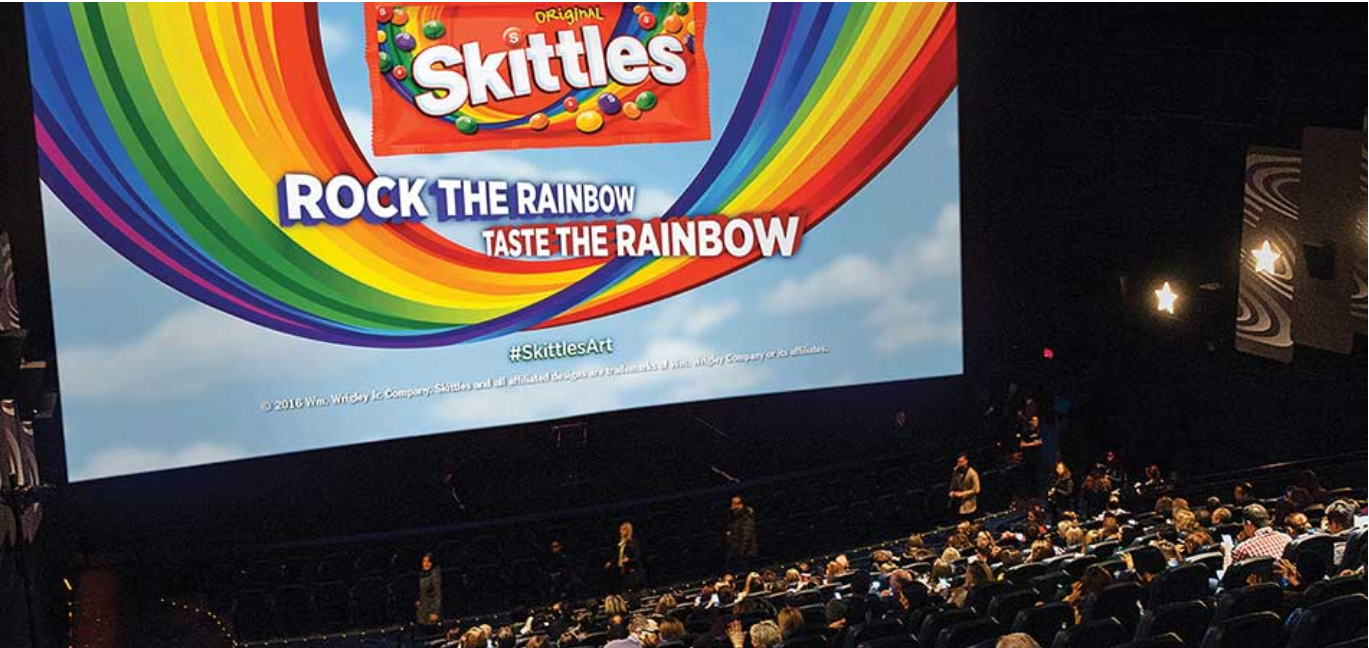 ORIGINAL
Skittles
ROCK THE RAINBOW
TASTE THE RAINBOW
#SkittlesArt
© 2016 Wm. Wrigley Jr. Company. Skittles and all affiliated designs are trademarks of Wm. Wrigley Company or its affiliates.